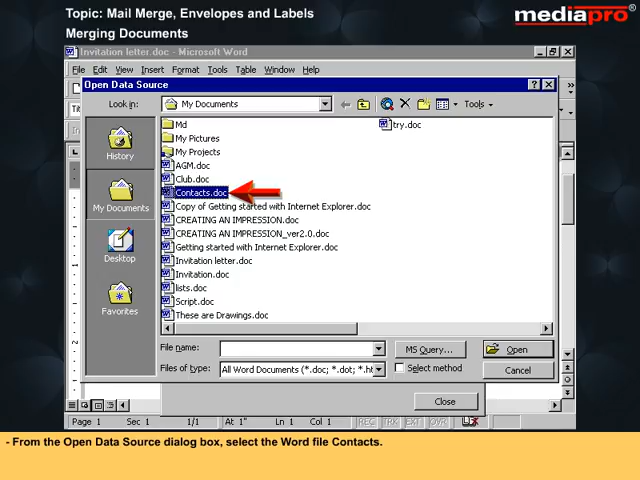 Topic: Mail Merge, Envelopes and Labels
mediapro®
Merging Documents
Invitation letter.doc - Microsoft Word
File Edit View Insert Format Tools Table Window Help
Open Data Source
Look in: My Documents Tools
History
My Documents
Desktop
Favorites
Md
My Pictures
My Projects
AGM.doc
Club.doc
Contacts.doc
Copy of Getting started with Internet Explorer.doc
CREATING AN IMPRESSION.doc
CREATING AN IMPRESSION_ver2.0.doc
Getting started with Internet Explorer.doc
Invitation letter.doc
Invitation.doc
lists.doc
Script.doc
These are Drawings.doc
try.doc
File name: MS Query... Open
Files of type: All Word Documents (*.doc; *.dot; *.ht Select method Cancel
Close
Page 1 Sec 1 1/1 At 1" Ln 1 Col 1 REC TRK EXT OVR
- From the Open Data Source dialog box, select the Word file Contacts.